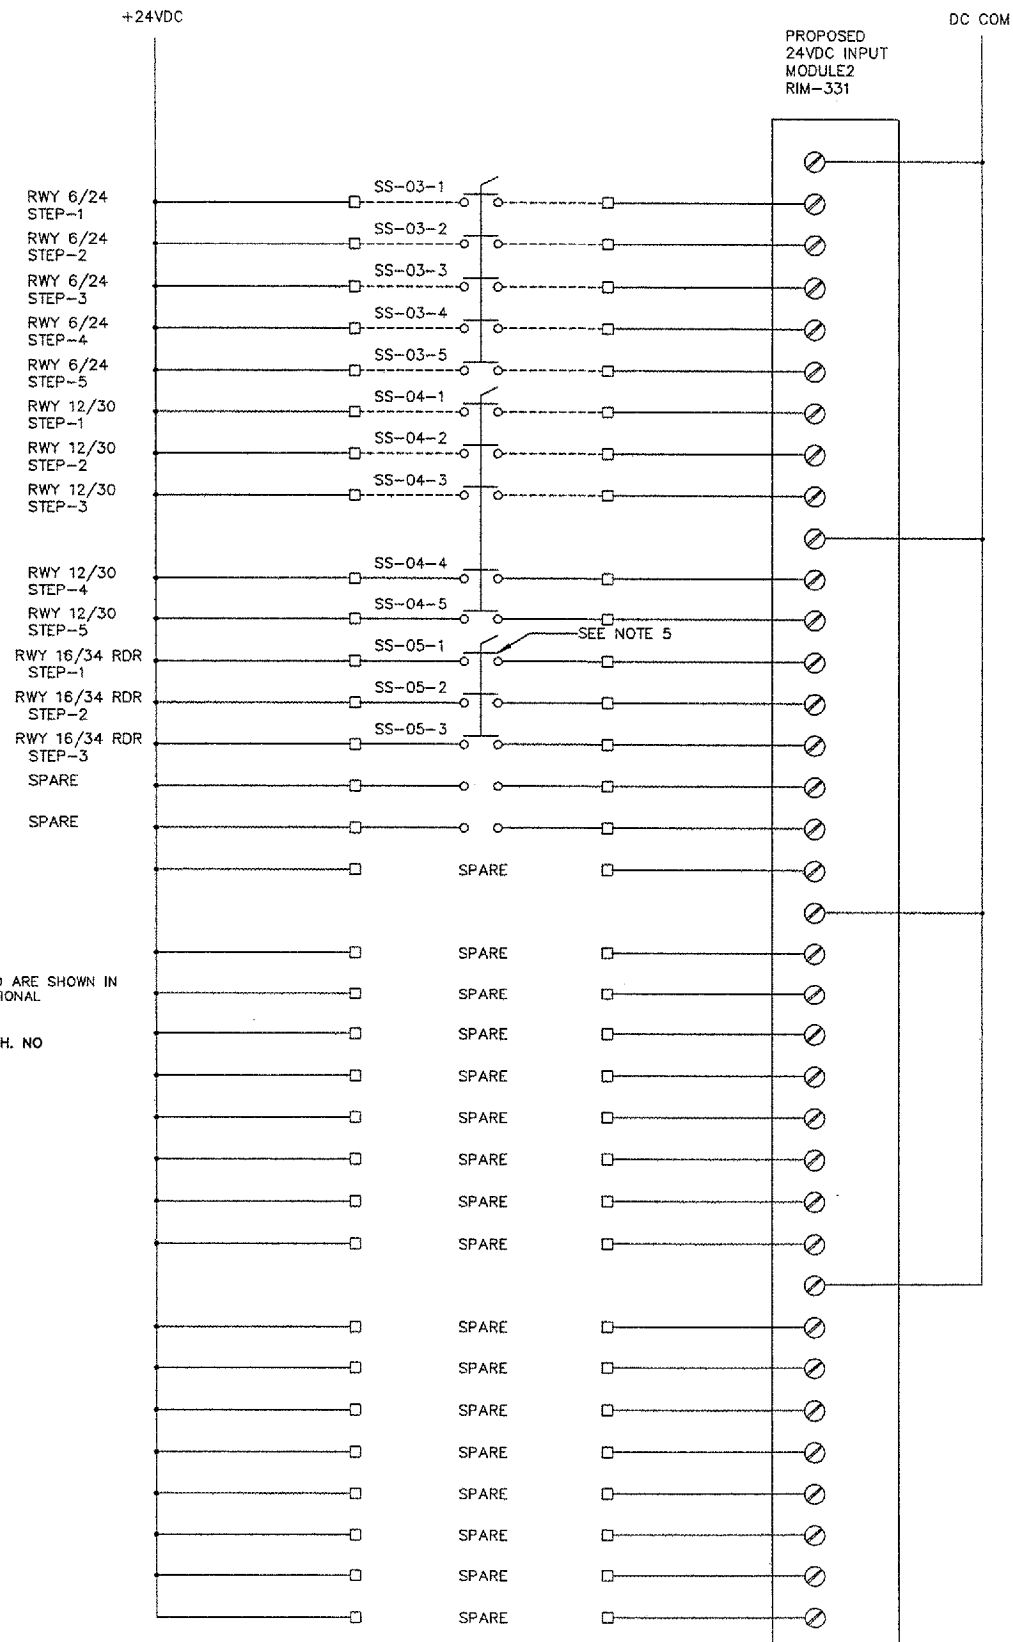 +24VDC
DC COM
PROPOSED
24VDC INPUT
MODULE2
RIM-331
RWY 6/24
STEP-1
SS-03-1
RWY 6/24
STEP-2
SS-03-2
RWY 6/24
STEP-3
SS-03-3
RWY 6/24
STEP-4
SS-03-4
RWY 6/24
STEP-5
SS-03-5
RWY 12/30
STEP-1
SS-04-1
RWY 12/30
STEP-2
SS-04-2
RWY 12/30
STEP-3
SS-04-3
RWY 12/30
STEP-4
SS-04-4
RWY 12/30
STEP-5
SS-04-5
SEE NOTE 5
RWY 16/34 RDR
STEP-1
SS-05-1
RWY 16/34 RDR
STEP-2
SS-05-2
RWY 16/34 RDR
STEP-3
SS-05-3
SPARE
SPARE
SPARE
SPARE
ARE SHOWN IN
SPARE
SPARE
H. NO
SPARE
SPARE
SPARE
SPARE
SPARE
SPARE
SPARE
SPARE
SPARE
SPARE
SPARE
SPARE
SPARE